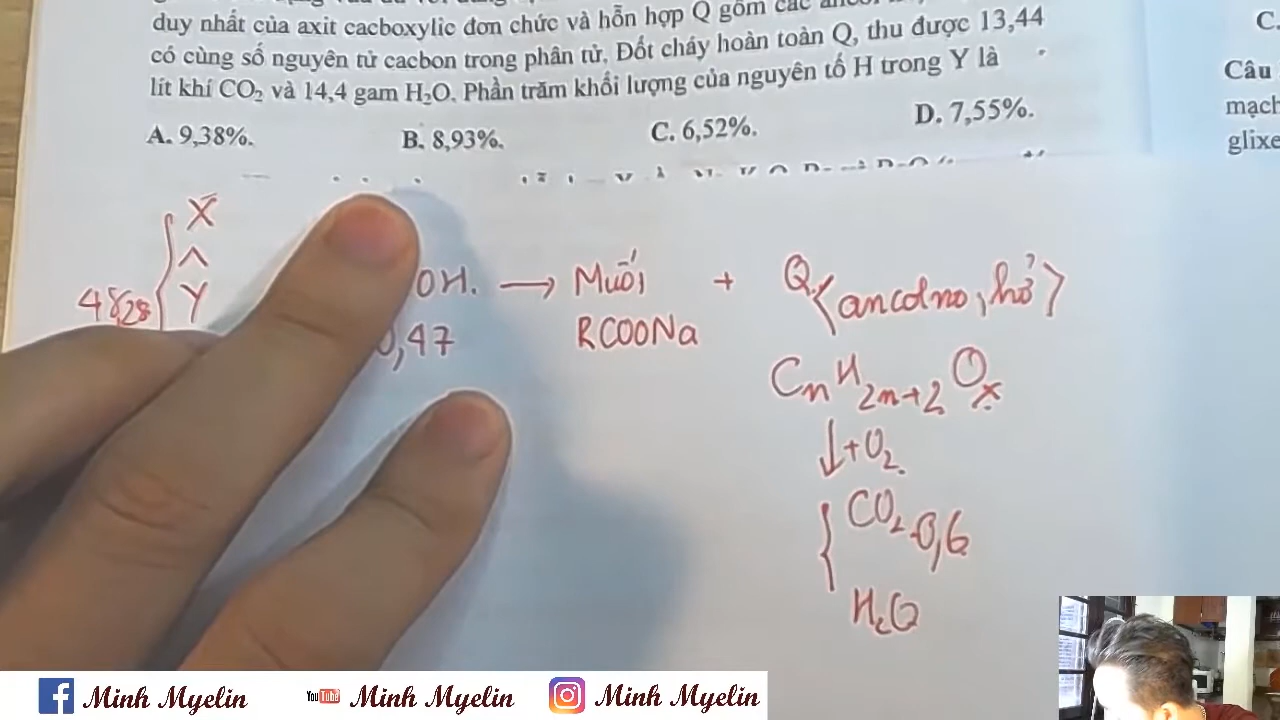 duy nhất của axit cacboxylic đơn chức và hỗn hợp Q gồm các
có cùng số nguyên tử cacbon trong phân tử. Đốt cháy hoàn toàn Q, thu được 13,44
lít khí CO₂ và 14,4 gam H₂O. Phần trăm khối lượng của nguyên tố H trong Y là
A. 9,38%. B. 8,93%. C. 6,52%. D. 7,55%.
C.
Câu
mạch
glixe
X
Λ
Y
48,28
OH. → Muối + Q (ancol no, hở)
0,47 RCOONa
CnH2n+2Ox
↓+O₂
CO₂ 0,6
H₂O
Minh Myelin
YouTube Minh Myelin
Minh Myelin